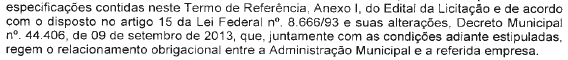 especificações contidas neste Termo de Referência, Anexo I, do Edital da Licitação e de acordo
com o disposto no artigo 15 da Lei Federal nº. 8.666/93 e suas alterações, Decreto Municipal
nº. 44.406, de 09 de setembro de 2013, que, juntamente com as condições adiante estipuladas,
regem o relacionamento obrigacional entre a Administração Municipal e a referida empresa.